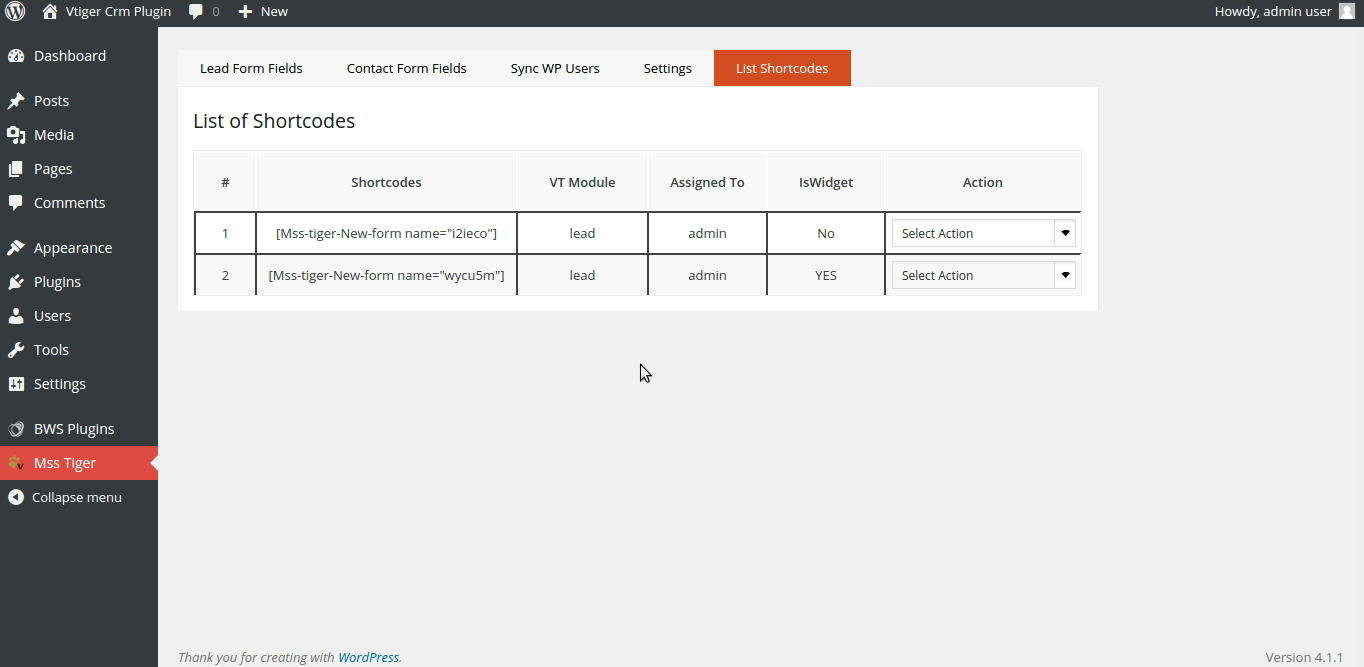 Vtiger Crm Plugin 0 New Howdy, admin user
Dashboard
Posts
Media
Pages
Comments
Appearance
Plugins
Users
Tools
Settings
BWS Plugins
Mss Tiger
Collapse menu
Lead Form Fields Contact Form Fields Sync WP Users Settings List Shortcodes
List of Shortcodes
# Shortcodes VT Module Assigned To IsWidget Action
1 [Mss-tiger-New-form name="i2ieco"] lead admin No Select Action
2 [Mss-tiger-New-form name="wycu5m"] lead admin YES Select Action
Thank you for creating with WordPress. Version 4.1.1